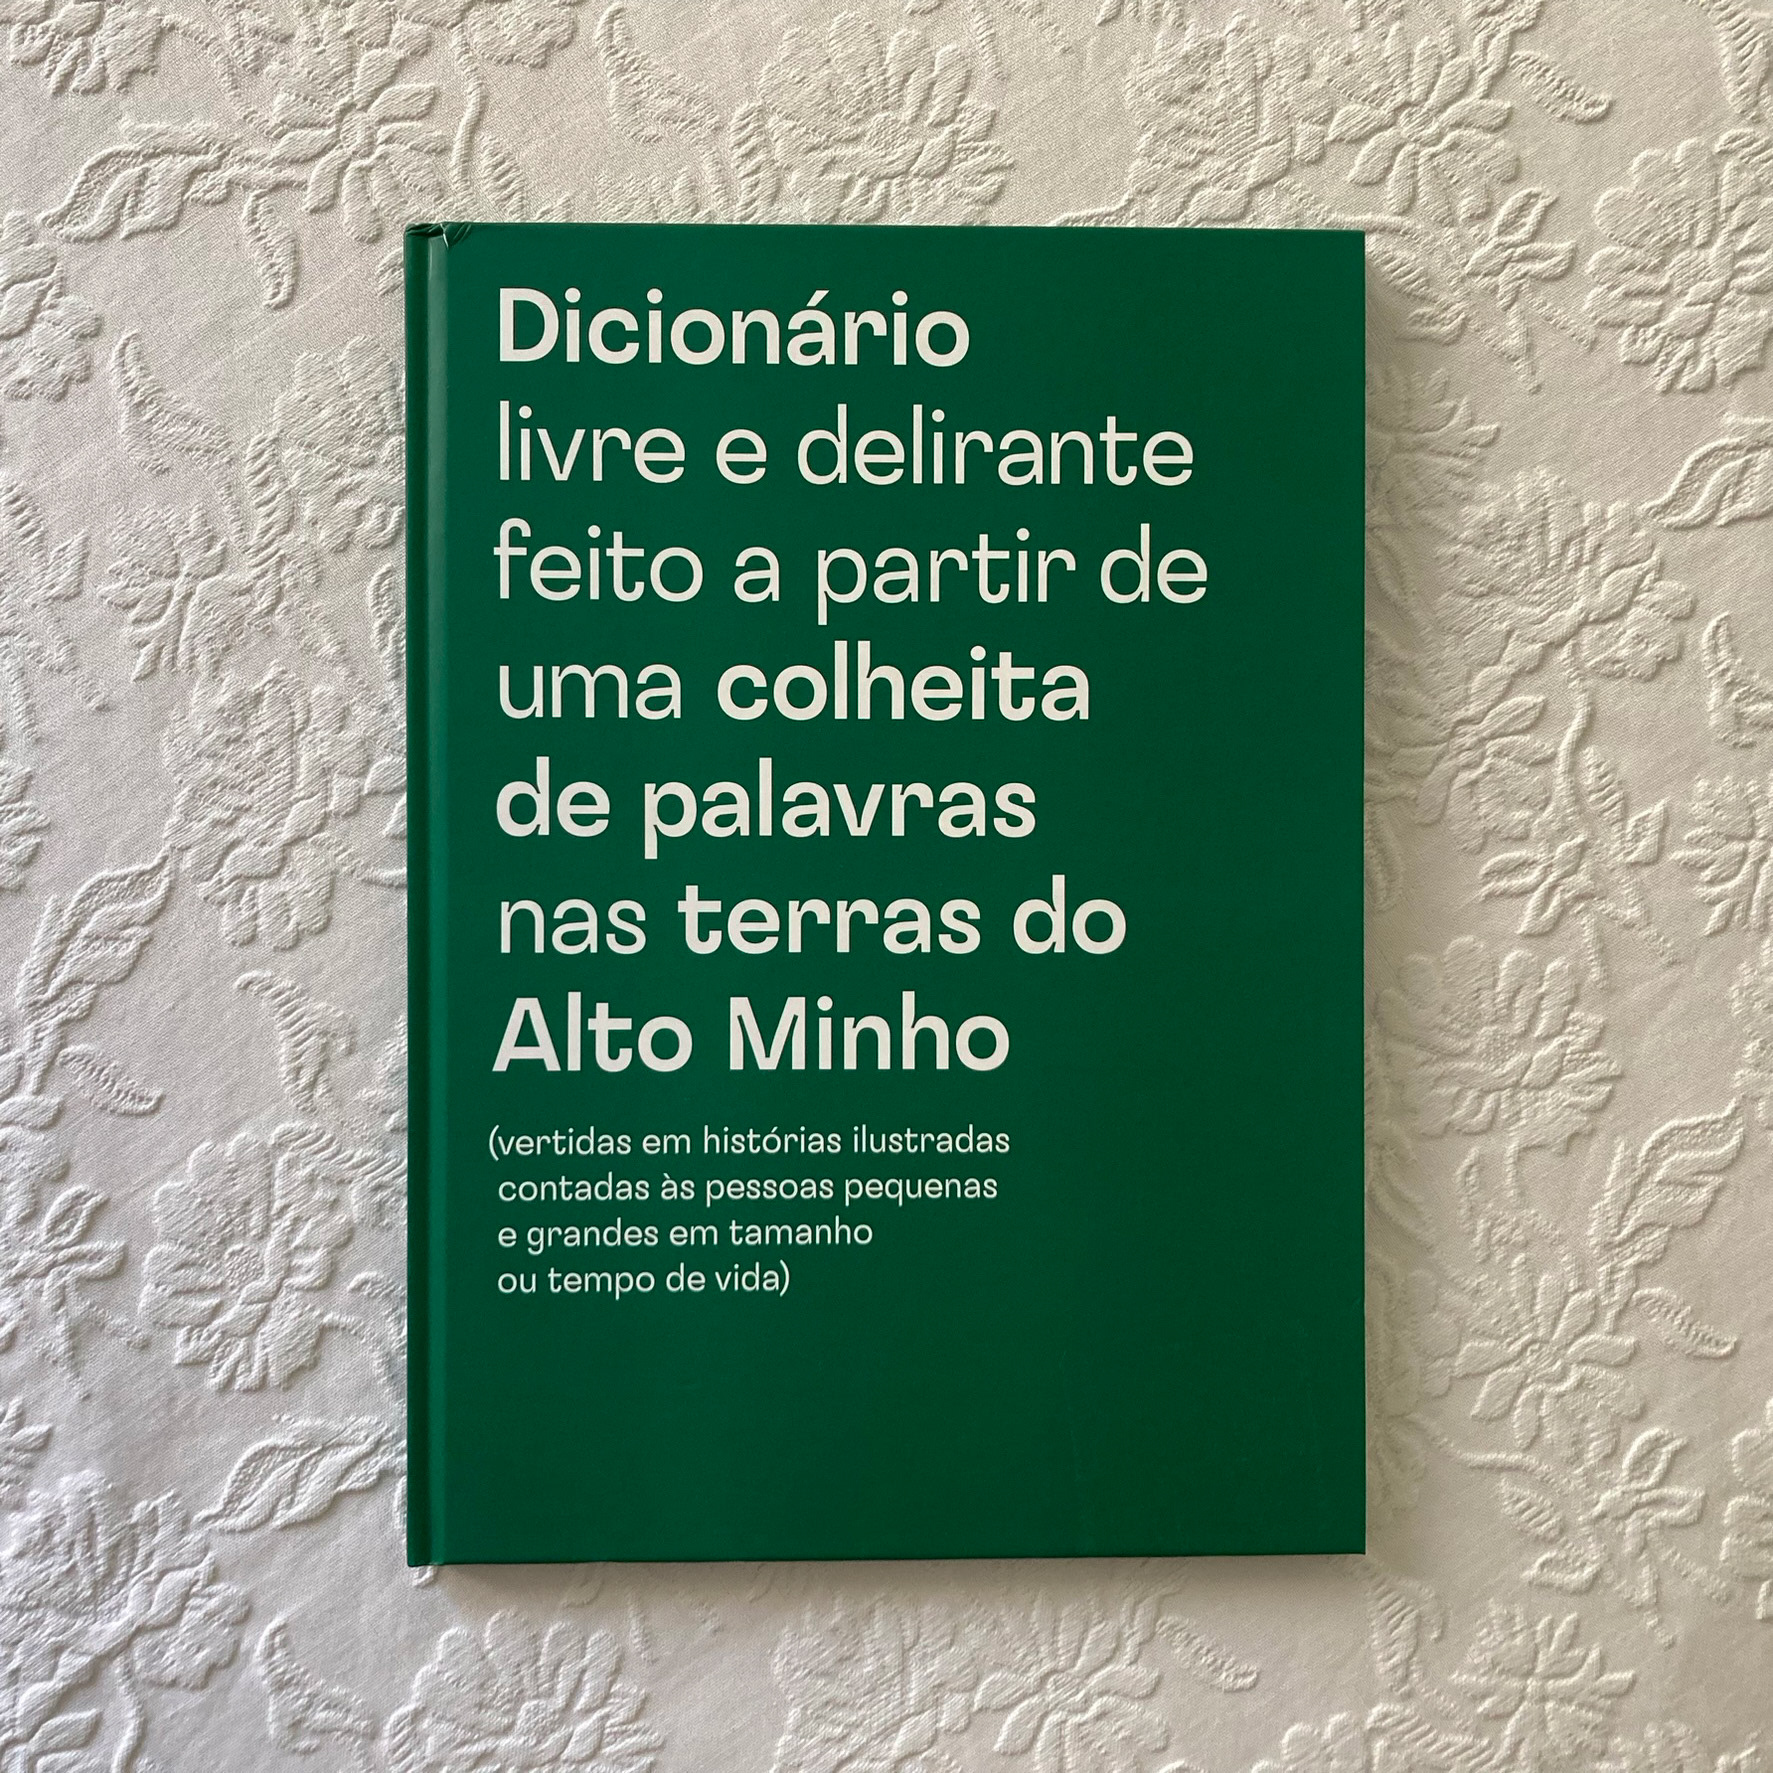 Dicionário
livre e delirante
feito a partir de
uma colheita
de palavras
nas terras do
Alto Minho
(vertidas em histórias ilustradas
contadas às pessoas pequenas
e grandes em tamanho
ou tempo de vida)